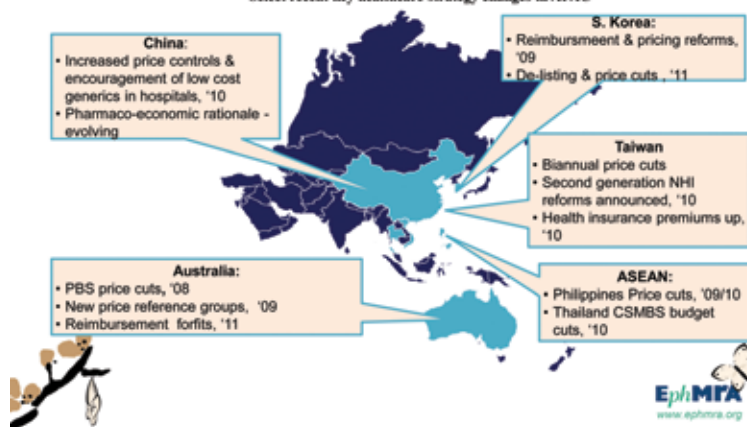 China:
• Increased price controls &
encouragement of low cost
generics in hospitals, ‘10
• Pharmaco-economic rationale -
evolving
S. Korea:
• Reimbursmeent & pricing reforms,
‘09
• De-listing & price cuts , ‘11
Taiwan
• Biannual price cuts
• Second generation NHI
reforms announced, ‘10
• Health insurance premiums up,
‘10
Australia:
• PBS price cuts, ‘08
• New price reference groups, ‘09
• Reimbursement forfits, ‘11
ASEAN:
• Philippines Price cuts, ‘09/10
• Thailand CSMBS budget
cuts, ‘10
EphMRA
www.ephmra.org